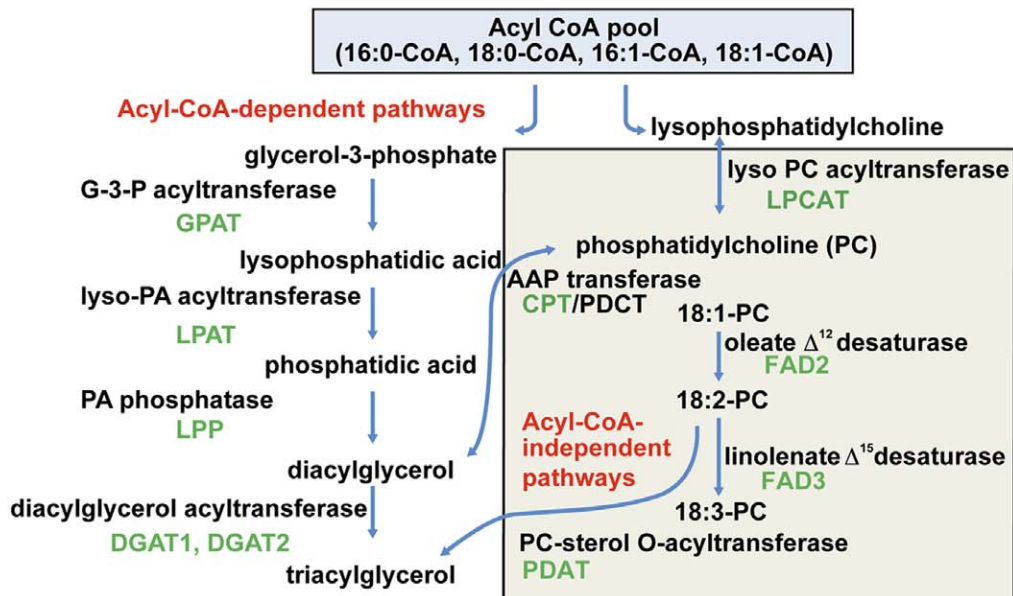 Acyl CoA pool
(16:0-CoA, 18:0-CoA, 16:1-CoA, 18:1-CoA)
Acyl-CoA-dependent pathways
glycerol-3-phosphate
G-3-P acyltransferase
GPAT
lysophosphatidic acid
lyso-PA acyltransferase
LPAT
phosphatidic acid
PA phosphatase
LPP
diacylglycerol
diacylglycerol acyltransferase
DGAT1, DGAT2
triacylglycerol
lysophosphatidylcholine
lyso PC acyltransferase
LPCAT
phosphatidylcholine (PC)
AAP transferase
CPT/PDCT
18:1-PC
oleate Δ¹² desaturase
FAD2
18:2-PC
Acyl-CoA-
independent
pathways
linolenate Δ¹⁵ desaturase
FAD3
18:3-PC
PC-sterol O-acyltransferase
PDAT